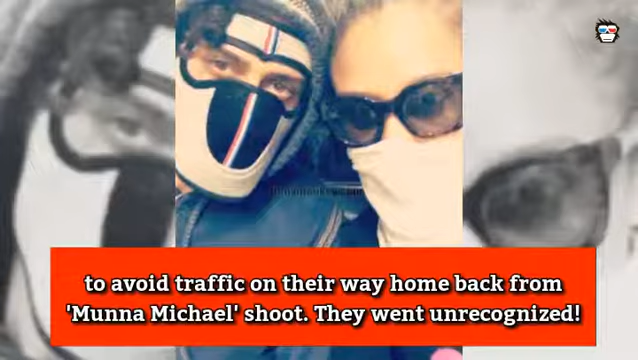 to avoid traffic on their way home back from
'Munna Michael' shoot. They went unrecognized!